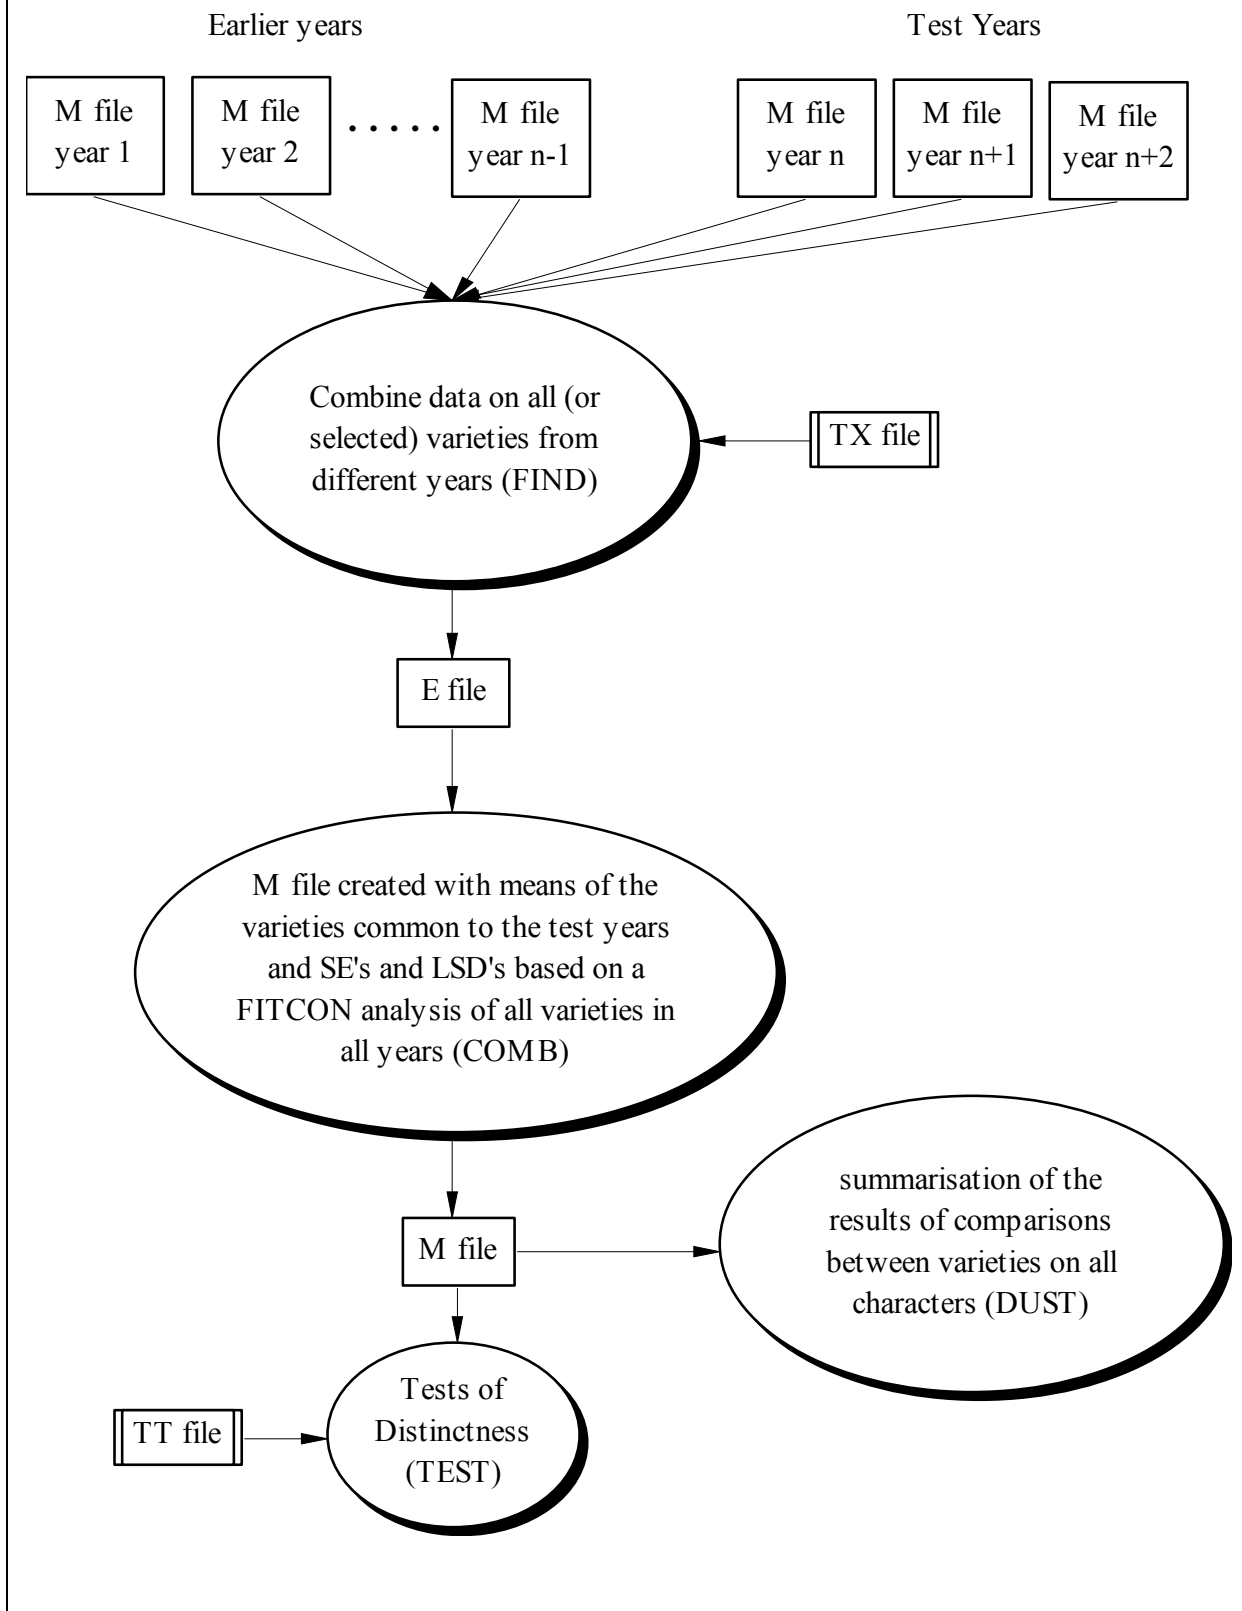 Earlier years
Test Years
M file
year 1
M file
year 2
.....
M file
year n-1
M file
year n
M file
year n+1
M file
year n+2
Combine data on all (or
selected) varieties from
different years (FIND)
TX file
E file
M file created with means of the
varieties common to the test years
and SE's and LSD's based on a
FITCON analysis of all varieties in
all years (COMB)
M file
summarisation of the
results of comparisons
between varieties on all
characters (DUST)
Tests of
Distinctness
(TEST)
TT file